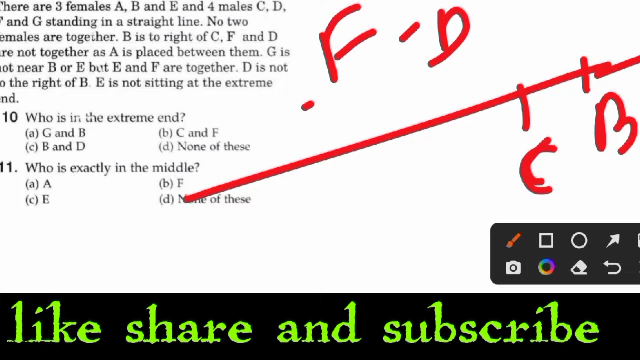 There are 3 females A, B and E and 4 males C, D,
F and G standing in a straight line. No two
females are together. B is to right of C, F and D
are not together as A is placed between them. G is
not near B or E but E and F are together. D is not
to the right of B. E is not sitting at the extreme
end.
10 Who is in the extreme end?
(a) G and B (b) C and F
(c) B and D (d) None of these
11. Who is exactly in the middle?
(a) A (b) F
(c) E (d) None of these
F - D
C B
like share and subscribe